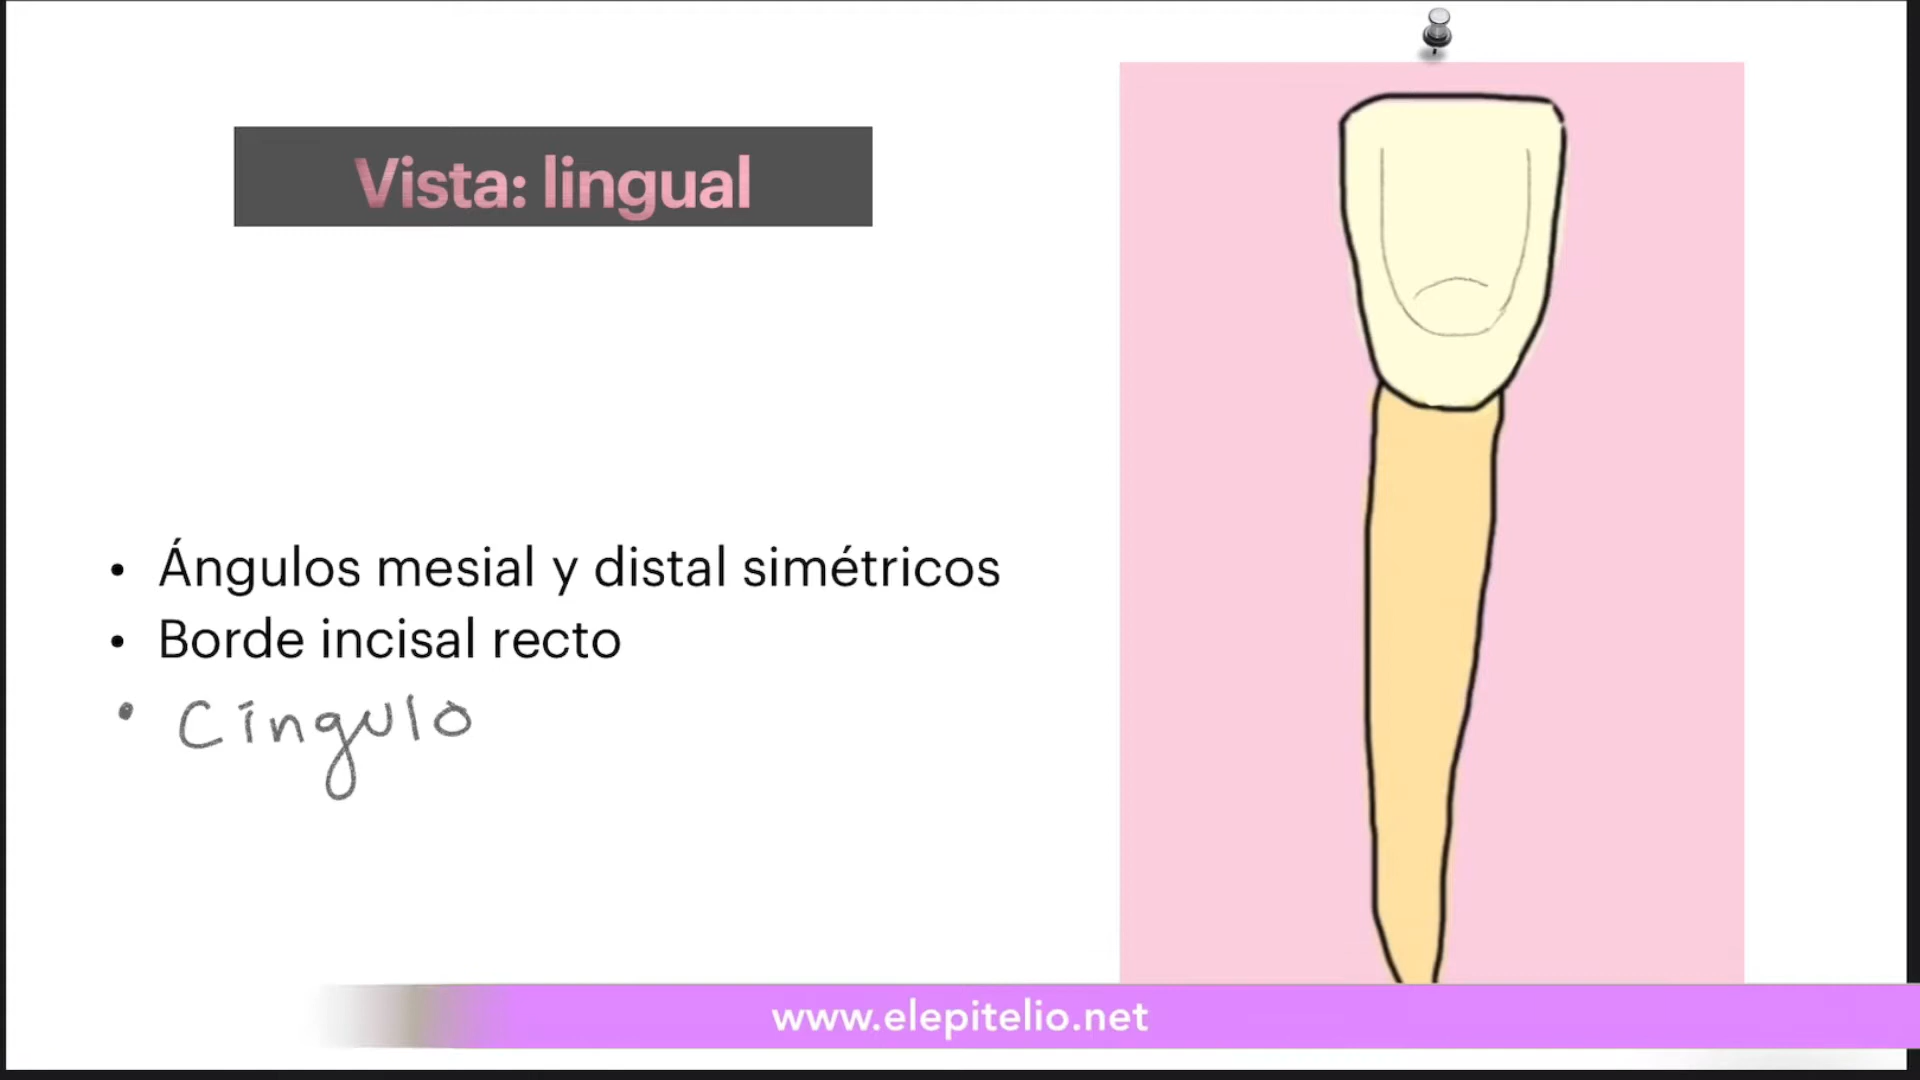 Vista: lingual
• Ángulos mesial y distal simétricos
• Borde incisal recto
• Cíngulo
www.elepitelio.net